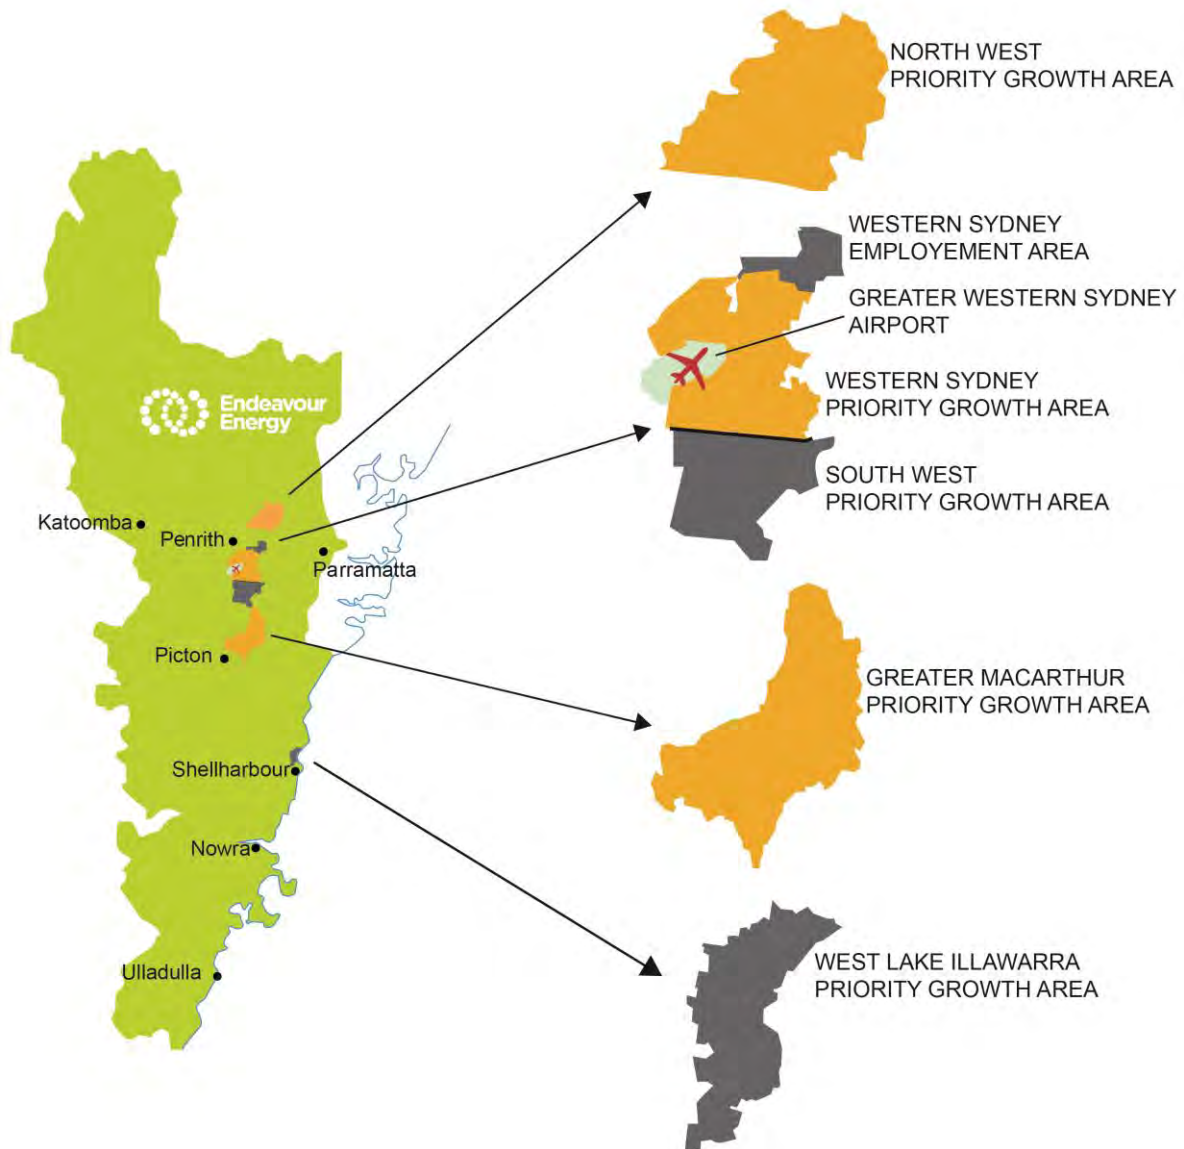 NORTH WEST
PRIORITY GROWTH AREA
WESTERN SYDNEY
EMPLOYEMENT AREA
GREATER WESTERN SYDNEY
AIRPORT
WESTERN SYDNEY
PRIORITY GROWTH AREA
SOUTH WEST
PRIORITY GROWTH AREA
GREATER MACARTHUR
PRIORITY GROWTH AREA
WEST LAKE ILLAWARRA
PRIORITY GROWTH AREA
Endeavour
Energy
Katoomba
Penrith
Parramatta
Picton
Shellharbour
Nowra
Ulladulla